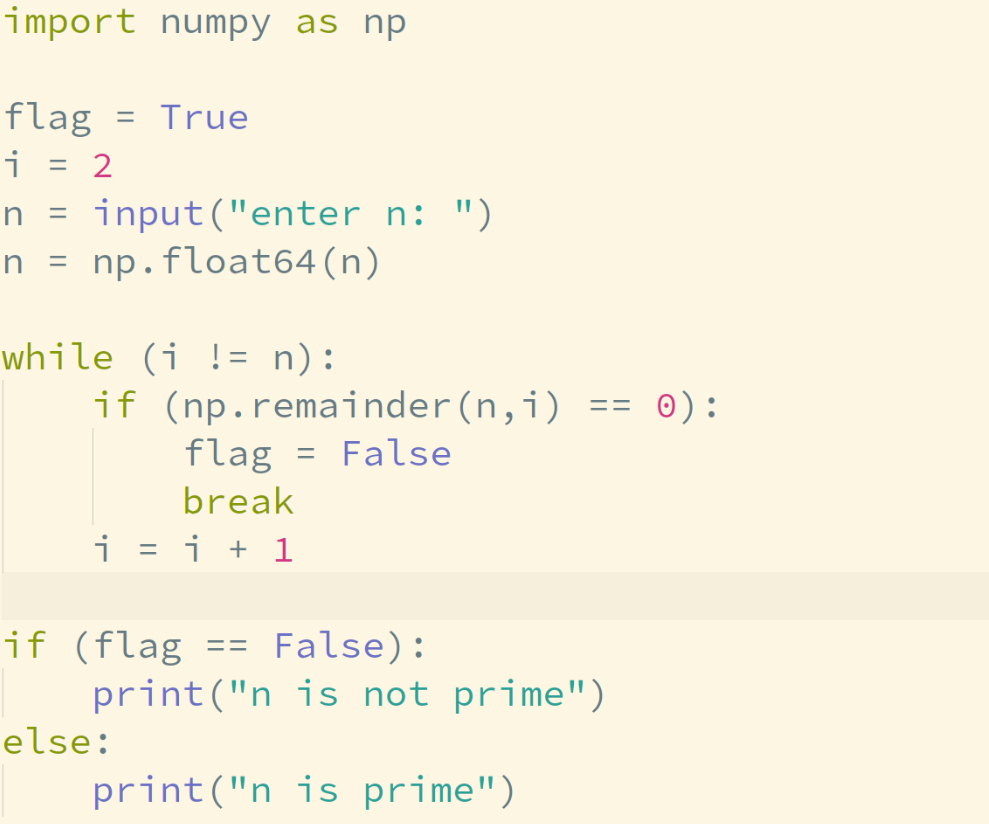 import numpy as np
flag = True
i = 2
n = input("enter n: ")
n = np.float64(n)
while (i != n):
    if (np.remainder(n,i) == 0):
        flag = False
        break
    i = i + 1
if (flag == False):
    print("n is not prime")
else:
    print("n is prime")